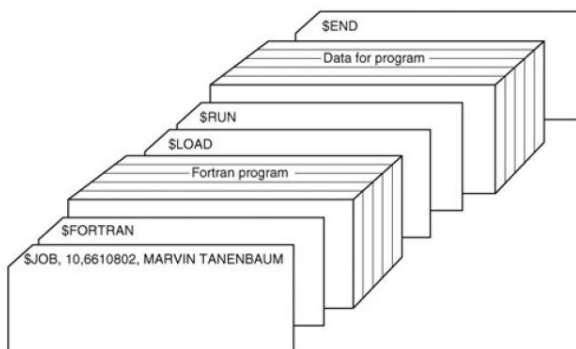 $END
Data for program
$RUN
$LOAD
Fortran program
$FORTRAN
$JOB, 10,6610802, MARVIN TANENBAUM